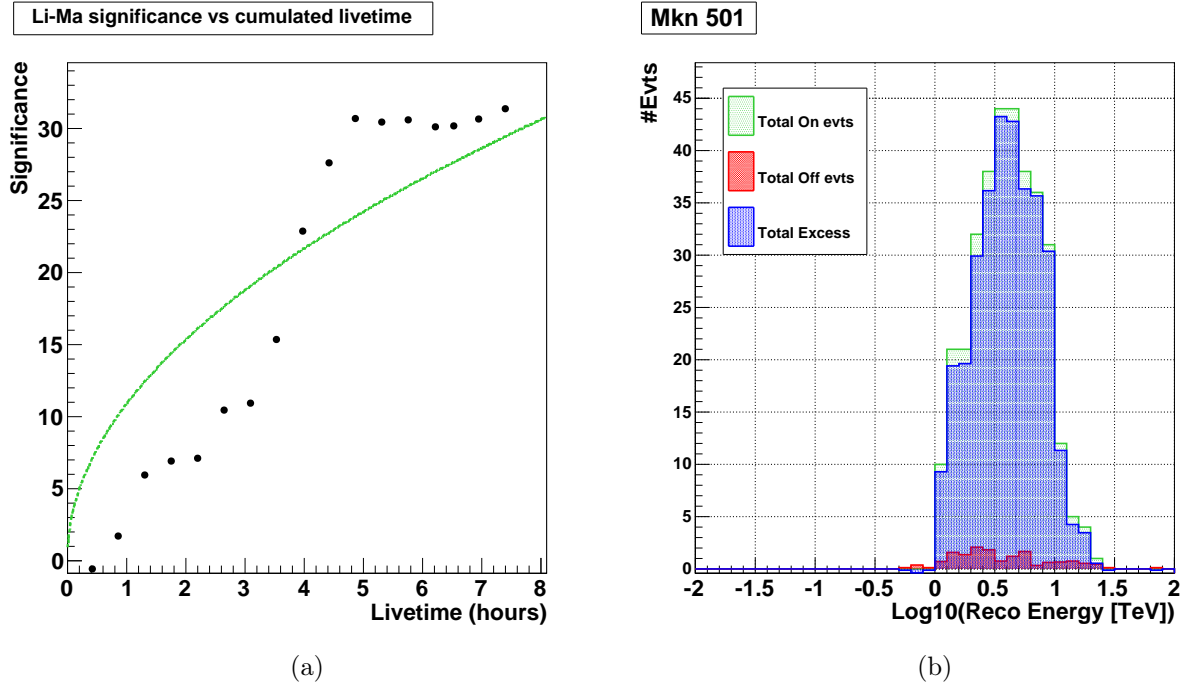 Li-Ma significance vs cumulated livetime
Significance
30
25
20
15
10
5
0
0 1 2 3 4 5 6 7 8
Livetime (hours)
(a)
Mkn 501
#Evts
45
40
35
30
25
20
15
10
5
0
Total On evts
Total Off evts
Total Excess
-2 -1.5 -1 -0.5 0 0.5 1 1.5 2
Log10(Reco Energy [TeV])
(b)